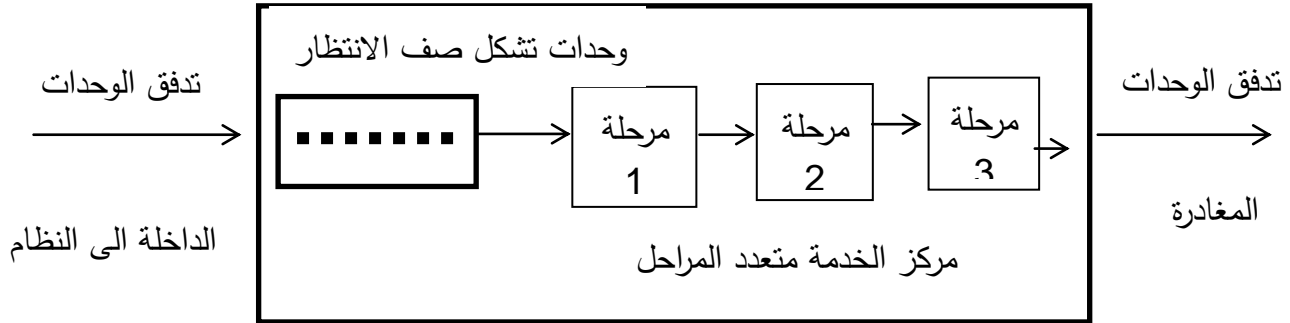 وحدات تشكل صف الانتظار
تدفق الوحدات
الداخلة الى النظام
مرحلة
1
مرحلة
2
مرحلة
3
مركز الخدمة متعدد المراحل
تدفق الوحدات
المغادرة